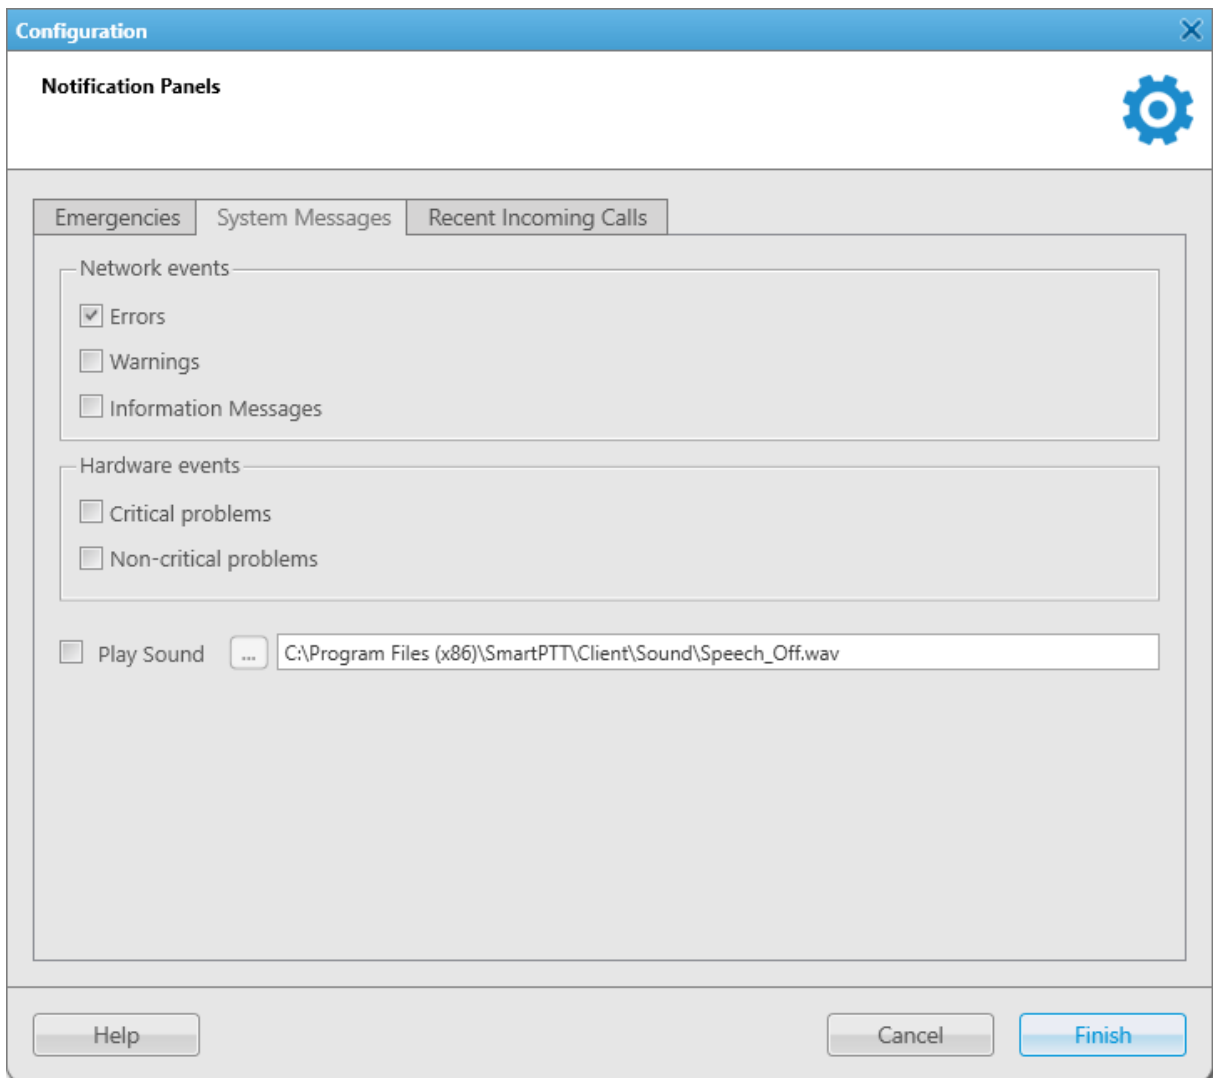 Configuration
Notification Panels
Emergencies System Messages Recent Incoming Calls
Network events
Errors
Warnings
Information Messages
Hardware events
Critical problems
Non-critical problems
Play Sound ... C:\Program Files (x86)\SmartPTT\Client\Sound\Speech_Off.wav
Help Cancel Finish